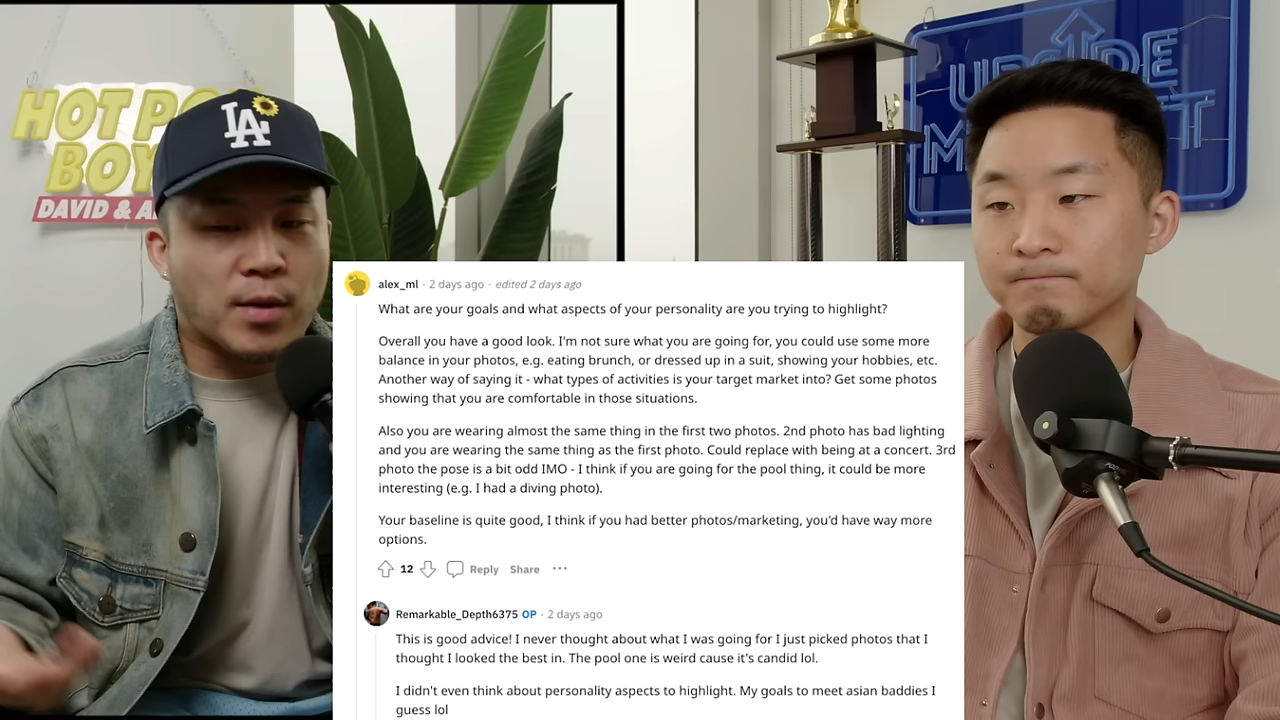 HOT PO
BOY
DAVID & A
LA
UPSIDE
M
T
alex_ml · 2 days ago · edited 2 days ago
What are your goals and what aspects of your personality are you trying to highlight?
Overall you have a good look. I'm not sure what you are going for, you could use some more
balance in your photos, e.g. eating brunch, or dressed up in a suit, showing your hobbies, etc.
Another way of saying it - what types of activities is your target market into? Get some photos
showing that you are comfortable in those situations.
Also you are wearing almost the same thing in the first two photos. 2nd photo has bad lighting
and you are wearing the same thing as the first photo. Could replace with being at a concert. 3rd
photo the pose is a bit odd IMO - I think if you are going for the pool thing, it could be more
interesting (e.g. I had a diving photo).
Your baseline is quite good, I think if you had better photos/marketing, you'd have way more
options.
12 Reply Share ···
Remarkable_Depth6375 OP · 2 days ago
This is good advice! I never thought about what I was going for I just picked photos that I
thought I looked the best in. The pool one is weird cause it's candid lol.
I didn't even think about personality aspects to highlight. My goals to meet asian baddies I
guess lol